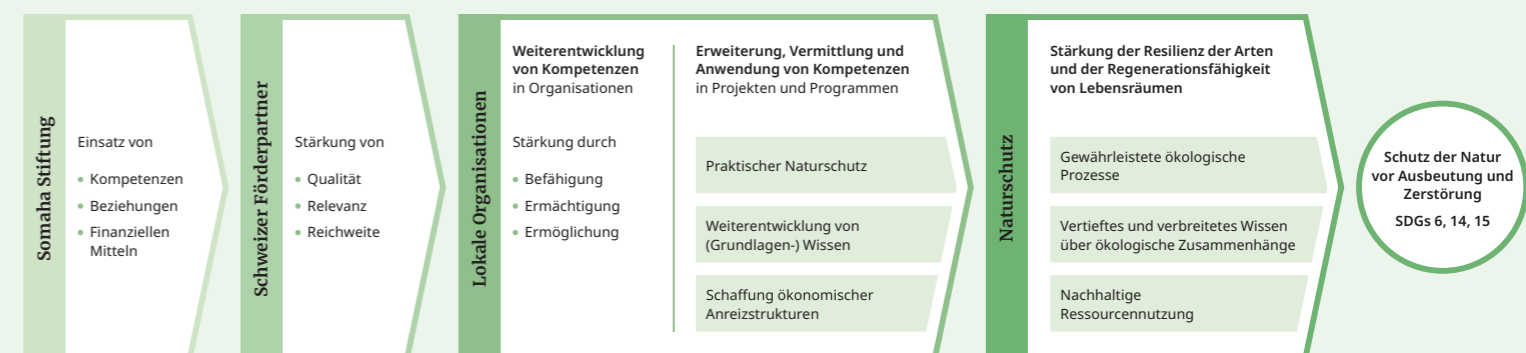 Somaha Stiftung
Einsatz von
• Kompetenzen
• Beziehungen
• Finanziellen
Mitteln
Schweizer Förderpartner
Stärkung von
• Qualität
• Relevanz
• Reichweite
Lokale Organisationen
Weiterentwicklung
von Kompetenzen
in Organisationen
Stärkung durch
• Befähigung
• Ermächtigung
• Ermöglichung
Erweiterung, Vermittlung und
Anwendung von Kompetenzen
in Projekten und Programmen
Praktischer Naturschutz
Weiterentwicklung von
(Grundlagen-) Wissen
Schaffung ökonomischer
Anreizstrukturen
Naturschutz
Stärkung der Resilienz der Arten
und der Regenerationsfähigkeit
von Lebensräumen
Gewährleistete ökologische
Prozesse
Vertieftes und verbreitetes Wissen
über ökologische Zusammenhänge
Nachhaltige
Ressourcennutzung
Schutz der Natur
vor Ausbeutung und
Zerstörung
SDGs 6, 14, 15